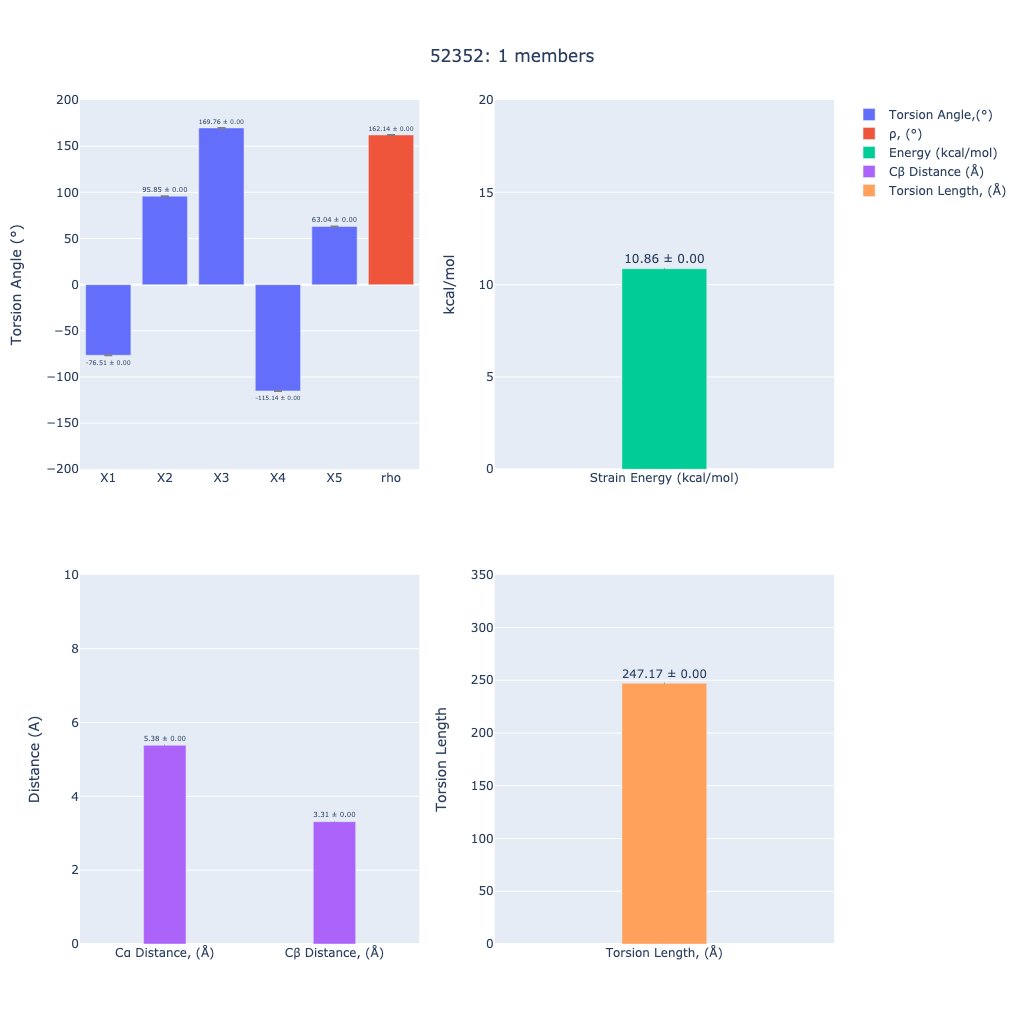 52352: 1 members
Torsion Angle (°)
200
150
100
50
0
−50
−100
−150
−200
-76.51 ± 0.00
95.85 ± 0.00
169.76 ± 0.00
-115.14 ± 0.00
63.04 ± 0.00
162.14 ± 0.00
X1
X2
X3
X4
X5
rho
kcal/mol
20
15
10
5
0
10.86 ± 0.00
Strain Energy (kcal/mol)
Torsion Angle,(°)
ρ, (°)
Energy (kcal/mol)
Cβ Distance (Å)
Torsion Length, (Å)
Distance (A)
10
8
6
4
2
0
5.38 ± 0.00
3.31 ± 0.00
Cα Distance, (Å)
Cβ Distance, (Å)
Torsion Length
350
300
250
200
150
100
50
0
247.17 ± 0.00
Torsion Length, (Å)